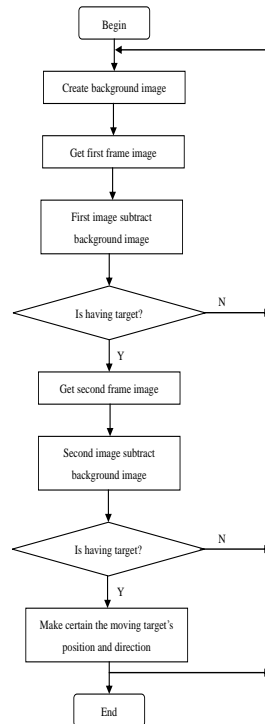 Begin
Create background image
Get first frame image
First image subtract
background image
Is having target?
N
Y
Get second frame image
Second image subtract
background image
Is having target?
N
Y
Make certain the moving target's
position and direction
End